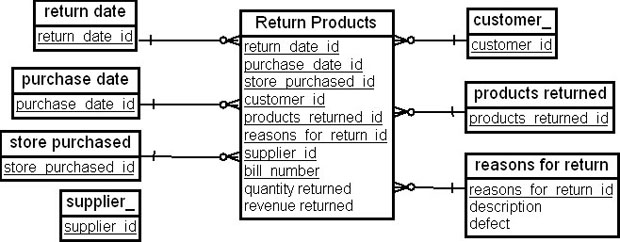 return date
return_date_id
purchase date
purchase_date_id
store purchased
store_purchased_id
supplier_
supplier_id
Return Products
return_date_id
purchase_date_id
store_purchased_id
customer_id
products_returned_id
reasons_for_return_id
supplier_id
bill_number
quantity returned
revenue returned
customer_
customer_id
products returned
products_returned_id
reasons for return
reasons_for_return_id
description
defect